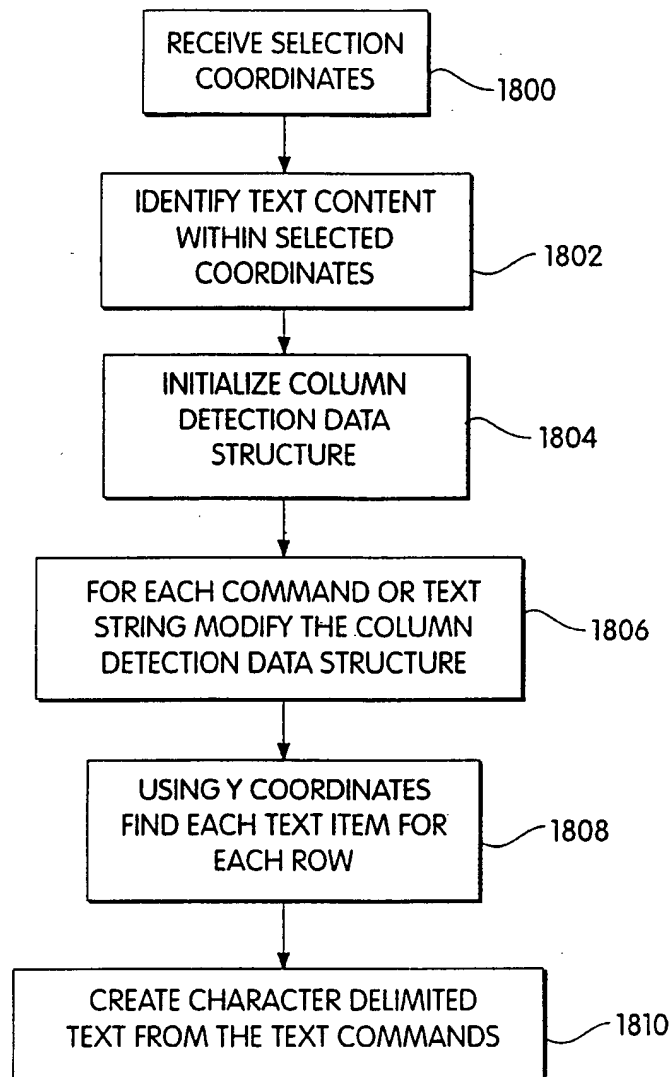 RECEIVE SELECTION
COORDINATES
1800
IDENTIFY TEXT CONTENT
WITHIN SELECTED
COORDINATES
1802
INITIALIZE COLUMN
DETECTION DATA
STRUCTURE
1804
FOR EACH COMMAND OR TEXT
STRING MODIFY THE COLUMN
DETECTION DATA STRUCTURE
1806
USING Y COORDINATES
FIND EACH TEXT ITEM FOR
EACH ROW
1808
CREATE CHARACTER DELIMITED
TEXT FROM THE TEXT COMMANDS
1810